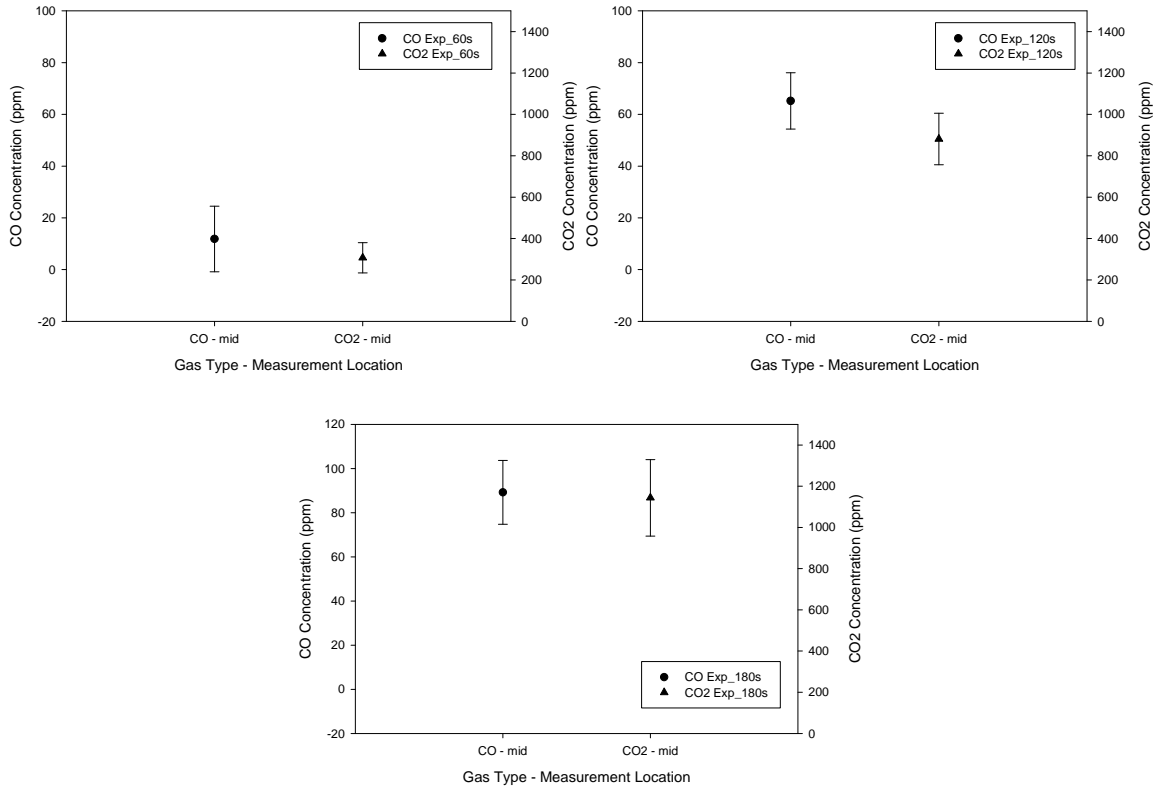 100
80
60
40
20
0
-20
CO Concentration (ppm)
CO Exp_60s
CO2 Exp_60s
1400
1200
1000
800
600
400
200
0
CO2 Concentration (ppm)
CO - mid
CO2 - mid
Gas Type - Measurement Location
100
80
60
40
20
0
-20
CO Concentration (ppm)
CO Exp_120s
CO2 Exp_120s
1400
1200
1000
800
600
400
200
0
CO2 Concentration (ppm)
CO - mid
CO2 - mid
Gas Type - Measurement Location
120
100
80
60
40
20
0
-20
CO Concentration (ppm)
CO Exp_180s
CO2 Exp_180s
1400
1200
1000
800
600
400
200
0
CO2 Concentration (ppm)
CO - mid
CO2 - mid
Gas Type - Measurement Location